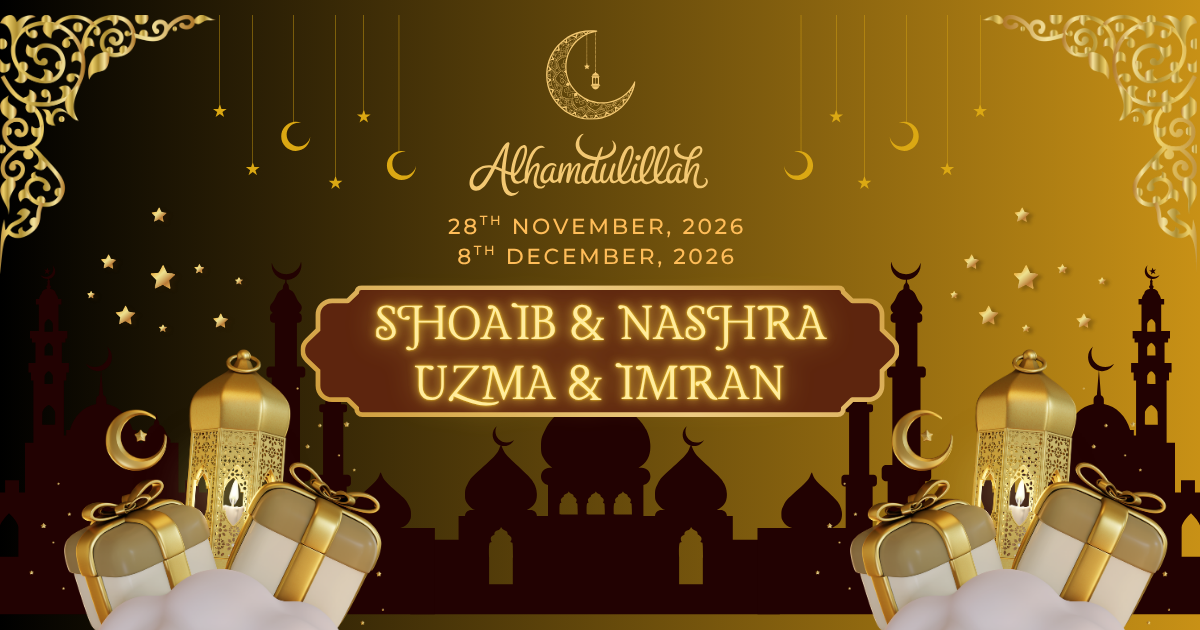 Alhamdulillah
28TH NOVEMBER, 2026
8TH DECEMBER, 2026
SHOAIB & NASHRA
UZMA & IMRAN